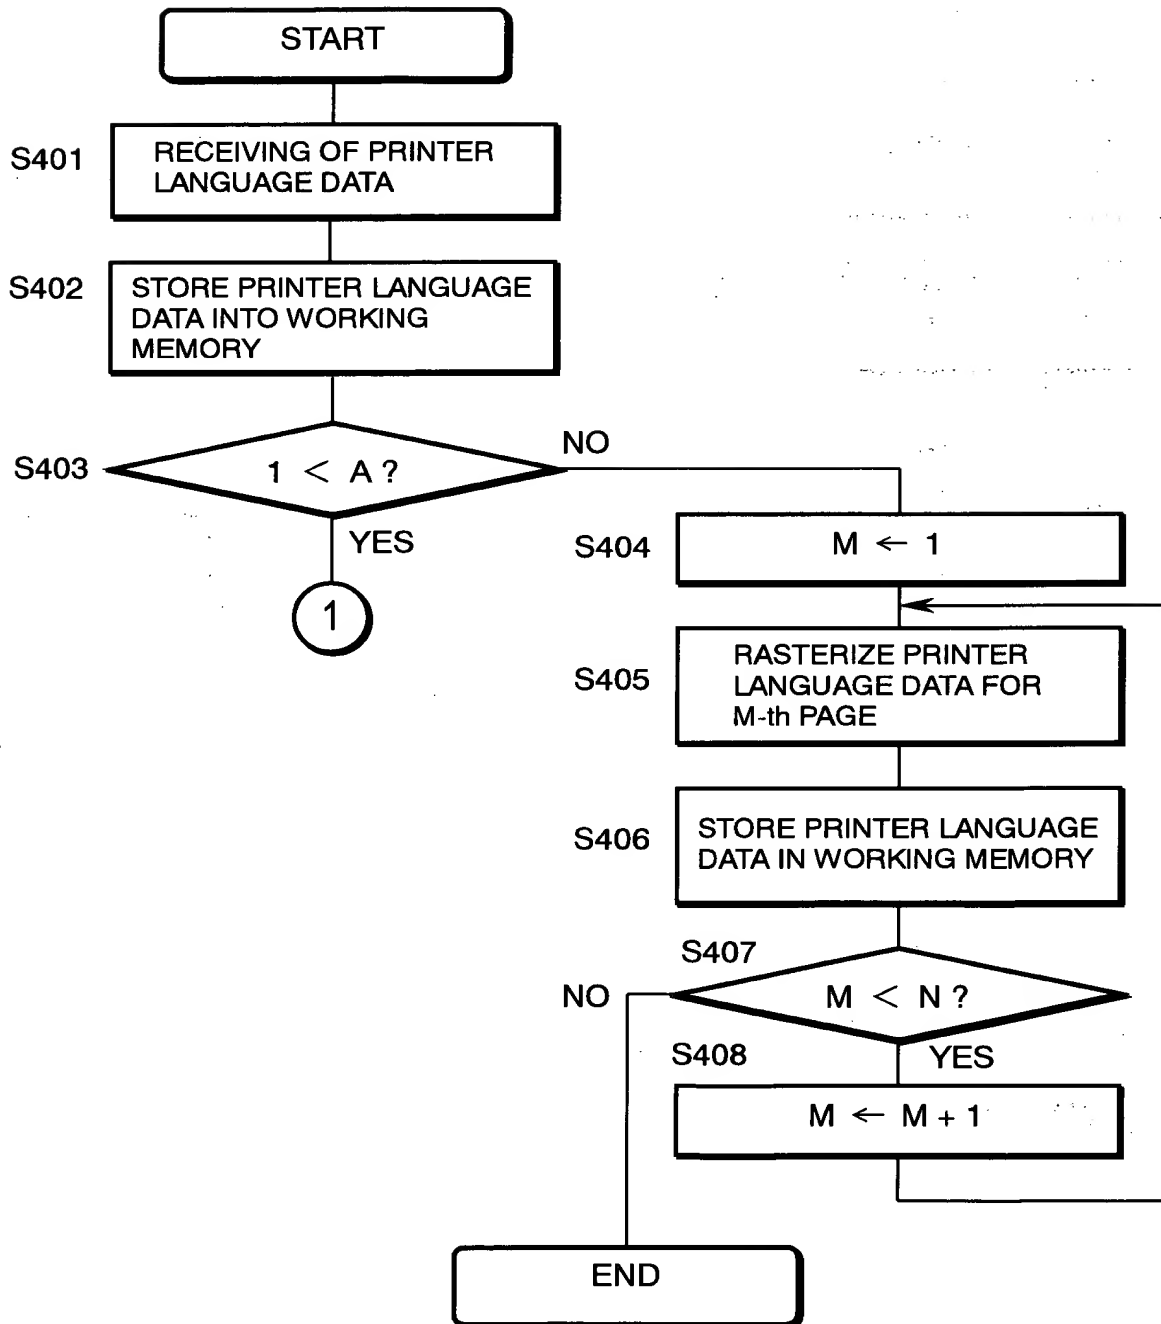 START
S401
RECEIVING OF PRINTER
LANGUAGE DATA
S402
STORE PRINTER LANGUAGE
DATA INTO WORKING
MEMORY
S403
1 < A ?
NO
YES
1
S404
M ← 1
S405
RASTERIZE PRINTER
LANGUAGE DATA FOR
M-th PAGE
S406
STORE PRINTER LANGUAGE
DATA IN WORKING MEMORY
S407
M < N ?
NO
YES
S408
M ← M + 1
END